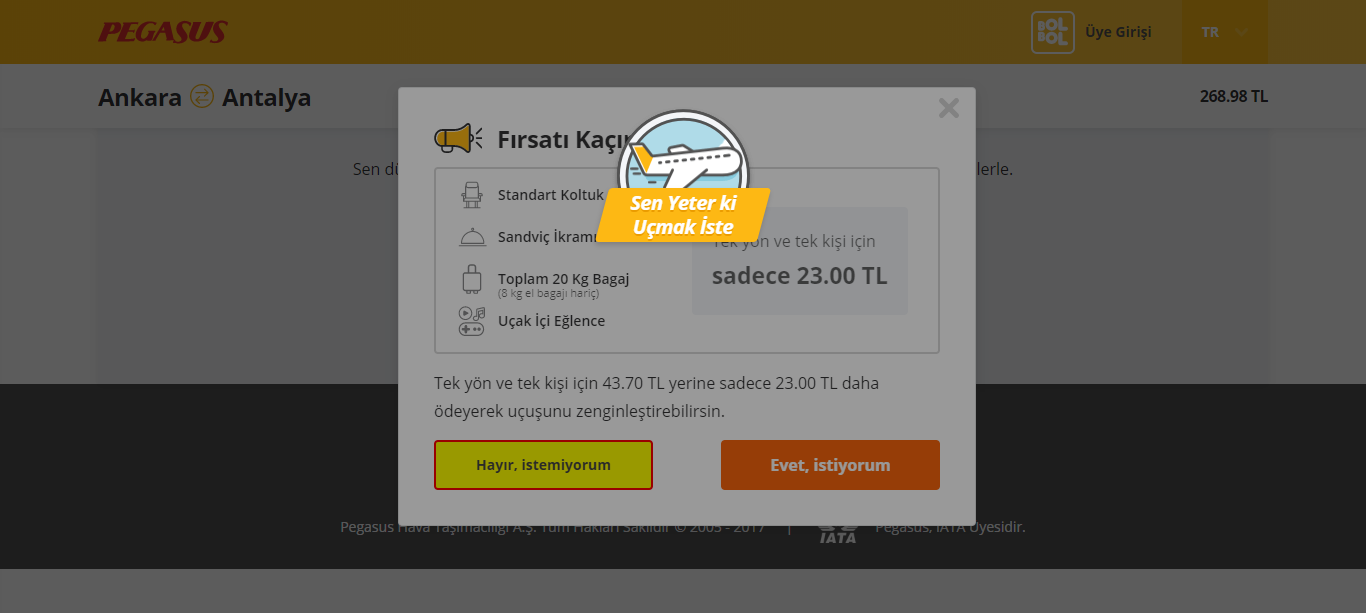 PEGASUS
BOL
BOL
Üye Girişi
TR
Ankara Antalya
268.98 TL
Fırsatı
Sen lerle.
Standart Koltuk
Sen Yeter ki
Uçmak İste
Sandviç
Tek yön ve tek kişi için
sadece 23.00 TL
Toplam 20 Kg Bagaj
(8 kg el bagajı hariç)
Uçak İçi Eğlence
Tek yön ve tek kişi için 43.70 TL yerine sadece 23.00 TL daha
ödeyerek uçuşunu zenginleştirebilirsin.
Hayır, istemiyorum
Evet, istiyorum
Pegasus Hava Taşımacılığı A.Ş. Tüm Hakları Saklıdır © 2005 - 2017 | IATA Pegasus, IATA Üyesidir.